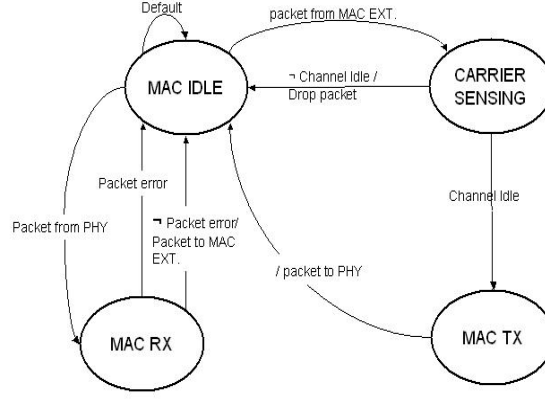 Default
packet from MAC EXT.
MAC IDLE
¬ Channel Idle /
Drop packet
CARRIER
SENSING
Packet error
Channel Idle
Packet from PHY
¬ Packet error/
Packet to MAC
EXT.
/ packet to PHY
MAC RX
MAC TX